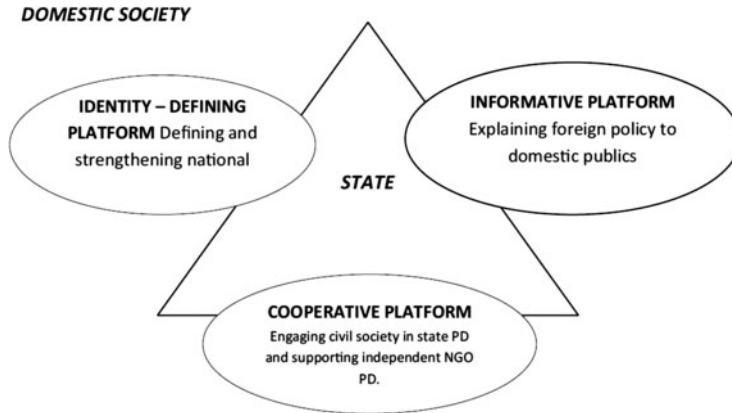 DOMESTIC SOCIETY
IDENTITY – DEFINING
PLATFORM Defining and
strengthening national
INFORMATIVE PLATFORM
Explaining foreign policy to
domestic publics
STATE
COOPERATIVE PLATFORM
Engaging civil society in state PD
and supporting independent NGO
PD.